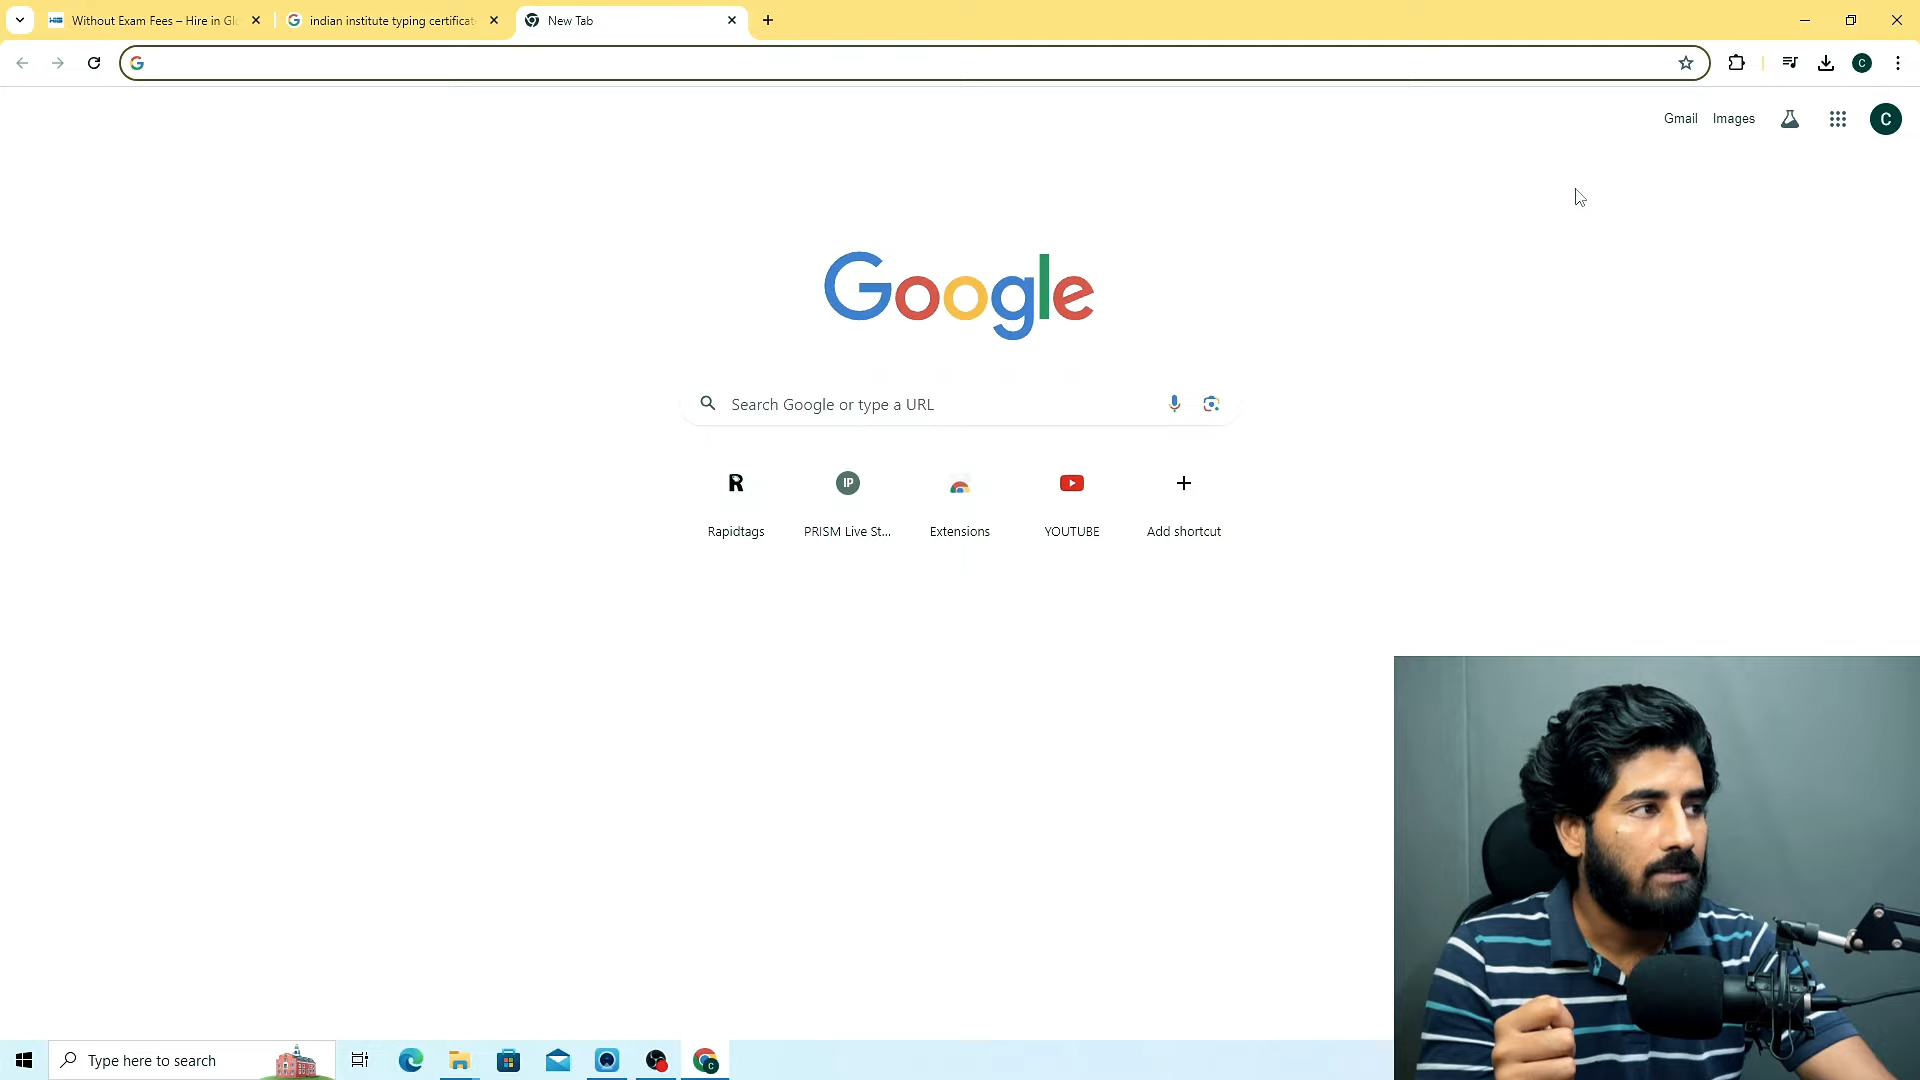 Without Exam Fees – Hire in Gl
indian institute typing certificat
New Tab
Gmail
Images
C
Google
Search Google or type a URL
R
IP
Rapidtags
PRISM Live St...
Extensions
YOUTUBE
Add shortcut
Type here to search